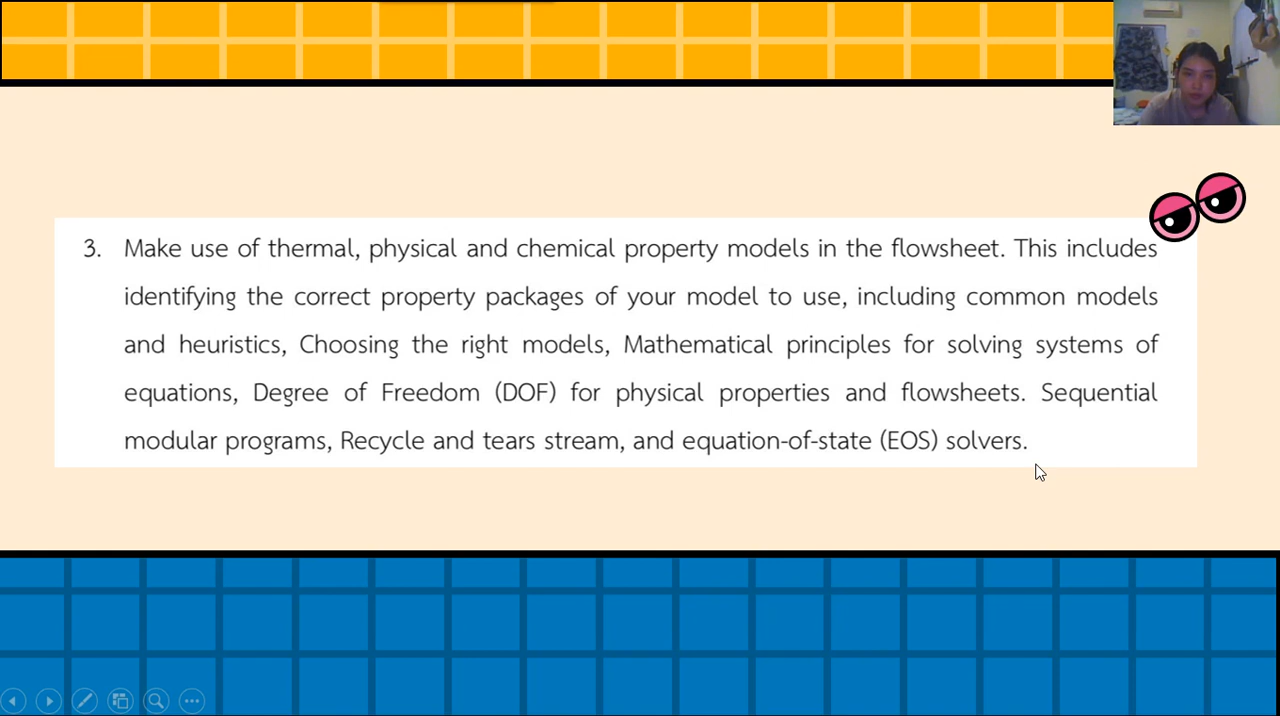 3. Make use of thermal, physical and chemical property models in the flowsheet. This includes
identifying the correct property packages of your model to use, including common models
and heuristics, Choosing the right models, Mathematical principles for solving systems of
equations, Degree of Freedom (DOF) for physical properties and flowsheets. Sequential
modular programs, Recycle and tears stream, and equation-of-state (EOS) solvers.